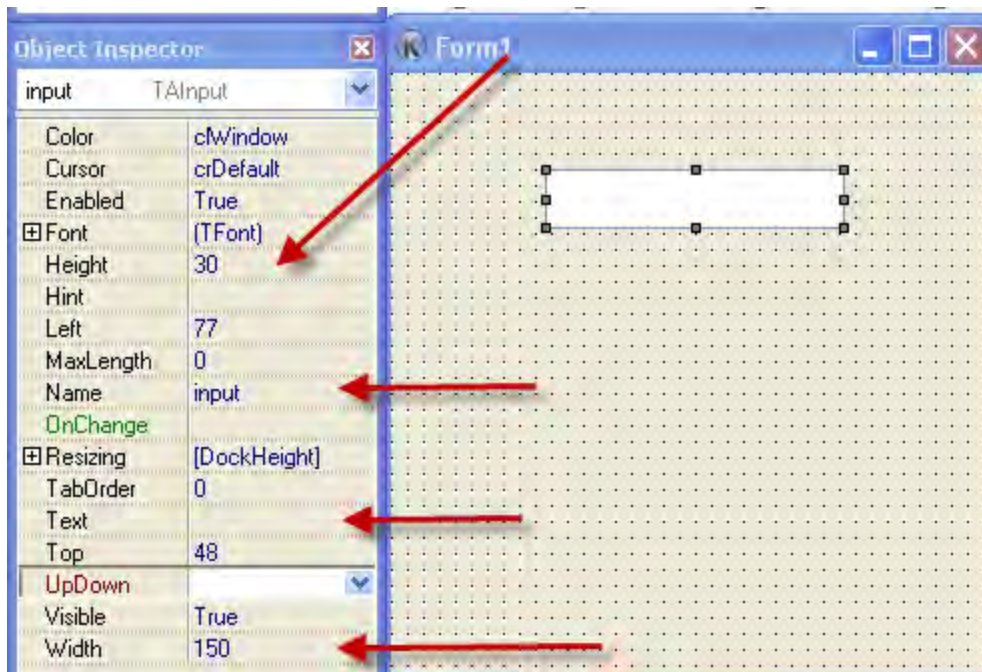 Object Inspector
input TAInput
Color clWindow
Cursor crDefault
Enabled True
Font (TFont)
Height 30
Hint
Left 77
MaxLength 0
Name input
OnChange
Resizing [DockHeight]
TabOrder 0
Text
Top 48
UpDown
Visible True
Width 150
K Form1